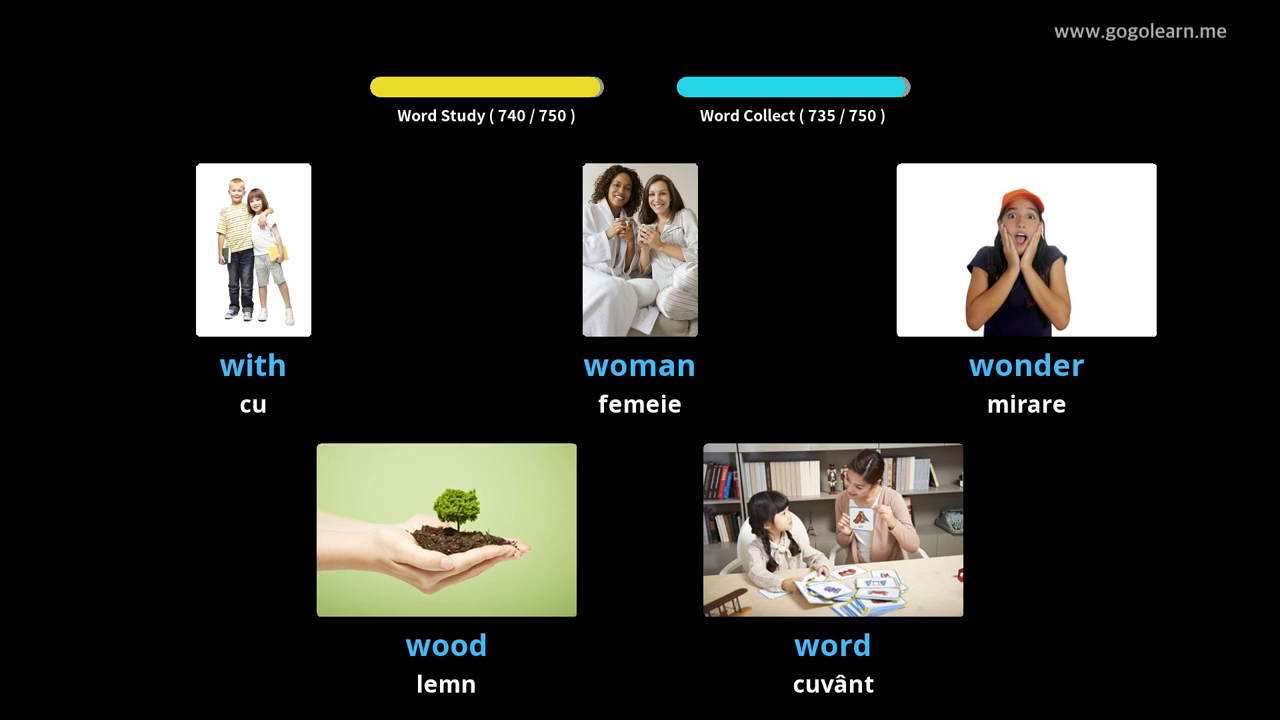 www.gogolearn.me
Word Study ( 740 / 750 )
Word Collect ( 735 / 750 )
with
cu
woman
femeie
wonder
mirare
wood
lemn
word
cuvânt